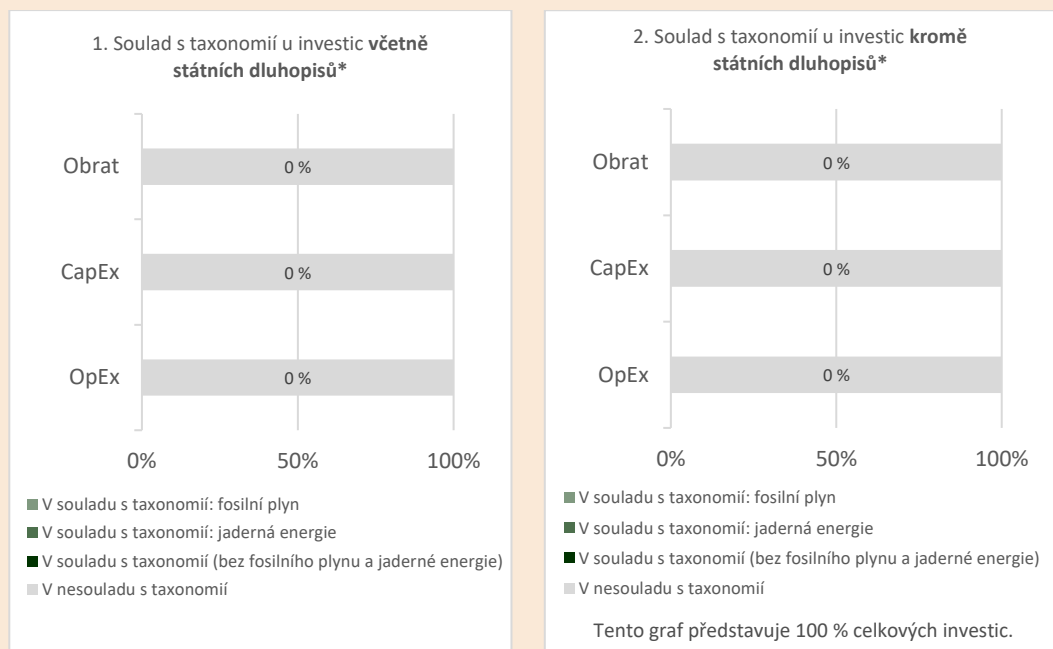 1. Soulad s taxonomií u investic včetně
státních dluhopisů*
Obrat
0 %
CapEx
0 %
OpEx
0 %
0%
50%
100%
V souladu s taxonomií: fosilní plyn
V souladu s taxonomií: jaderná energie
V souladu s taxonomií (bez fosilního plynu a jaderné energie)
V nesouladu s taxonomií
2. Soulad s taxonomií u investic kromě
státních dluhopisů*
Obrat
0 %
CapEx
0 %
OpEx
0 %
0%
50%
100%
V souladu s taxonomií: fosilní plyn
V souladu s taxonomií: jaderná energie
V souladu s taxonomií (bez fosilního plynu a jaderné energie)
V nesouladu s taxonomií
Tento graf představuje 100 % celkových investic.